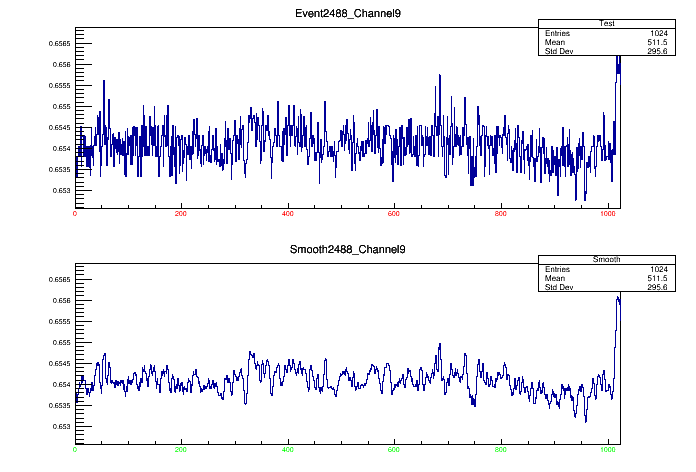 Event2488_Channel9
Test
Entries 1024
Mean 511.5
Std Dev 295.6
0.6565
0.656
0.6555
0.655
0.6545
0.654
0.6535
0.653
0 200 400 600 800 1000
Smooth2488_Channel9
Smooth
Entries 1024
Mean 511.5
Std Dev 295.6
0.6565
0.656
0.6555
0.655
0.6545
0.654
0.6535
0.653
0 200 400 600 800 1000